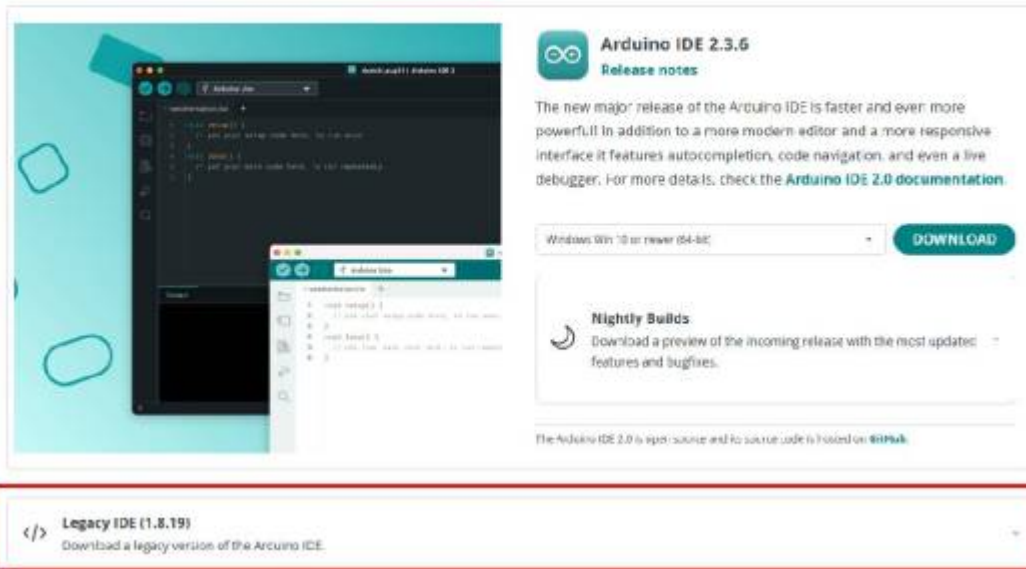 Arduino IDE 2.3.6
Release notes
The new major release of the Arduino IDE is faster and even more
powerful! In addition to a more modern editor and a more responsive
interface it features autocompletion, code navigation, and even a live
debugger. For more details, check the Arduino IDE 2.0 documentation.
Windows Win 10 or newer (64-bit)
DOWNLOAD
Nightly Builds
Download a preview of the incoming release with the most updated
features and bugfixes.
The Arduino IDE 2.0 is open source and its source code is hosted on GitHub.
Legacy IDE (1.8.19)
Download a legacy version of the Arduino IDE.